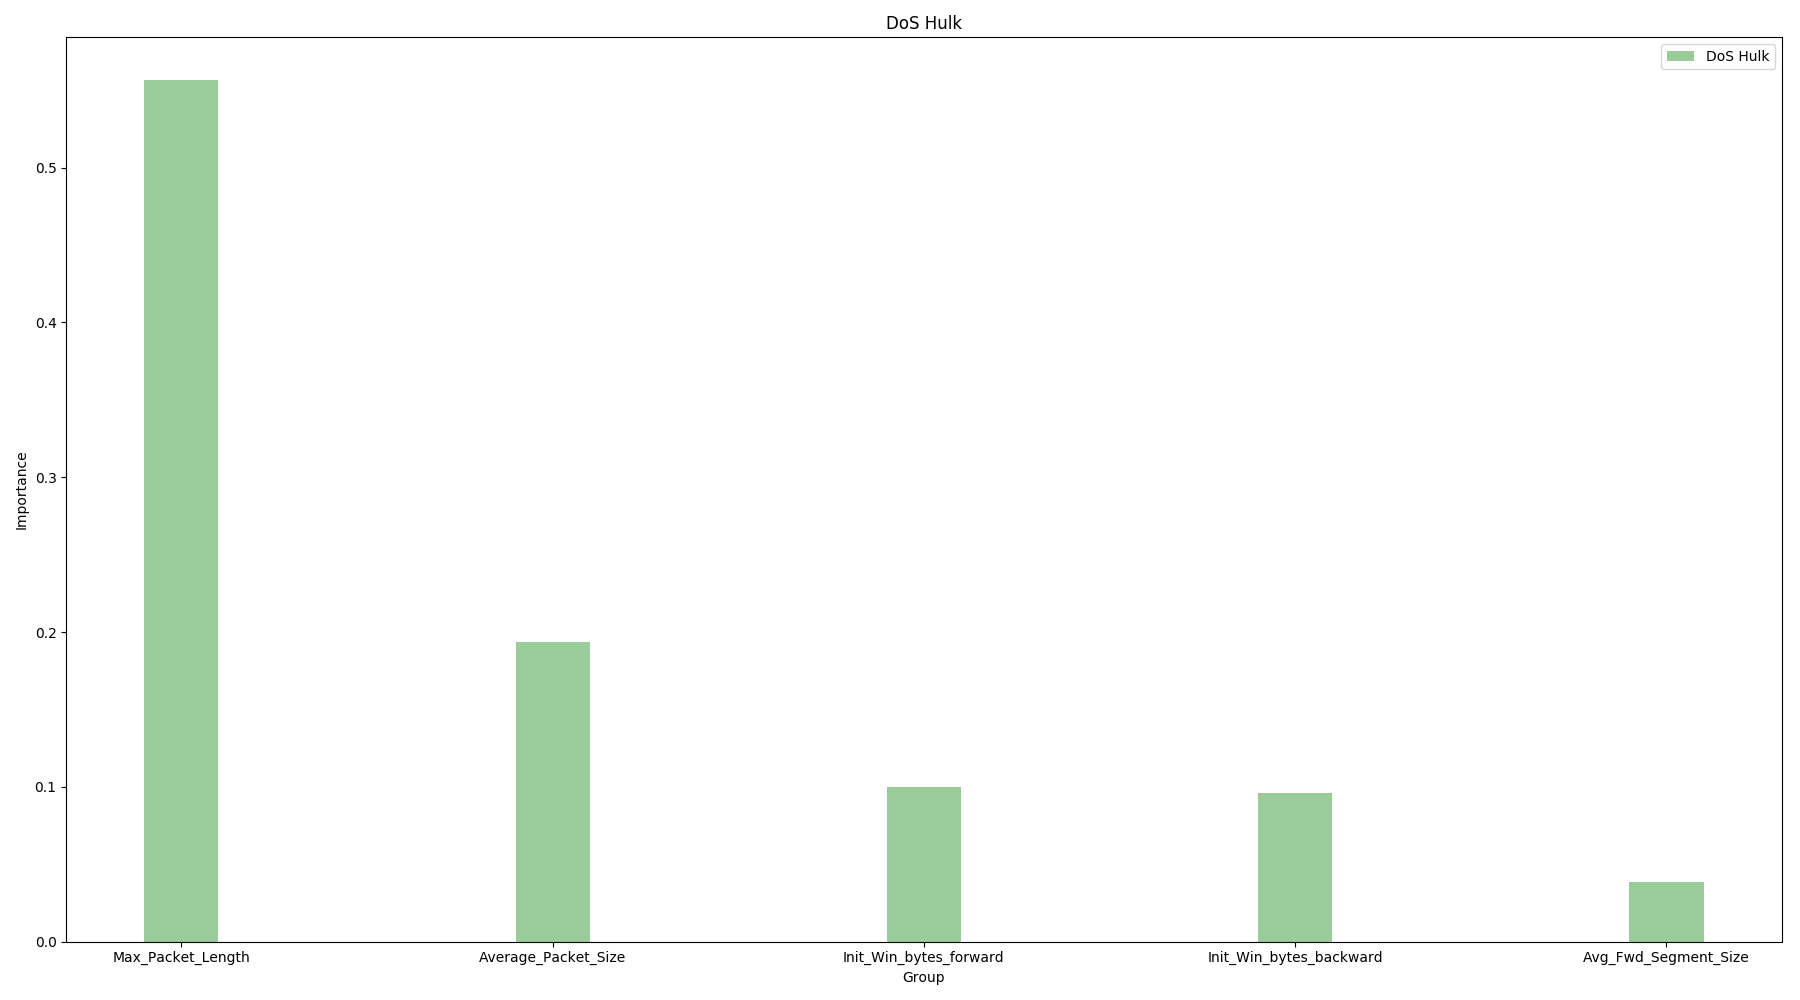 DoS Hulk
DoS Hulk
0.5
0.4
0.3
0.2
0.1
0.0
Importance
Max_Packet_Length
Average_Packet_Size
Init_Win_bytes_forward
Init_Win_bytes_backward
Avg_Fwd_Segment_Size
Group